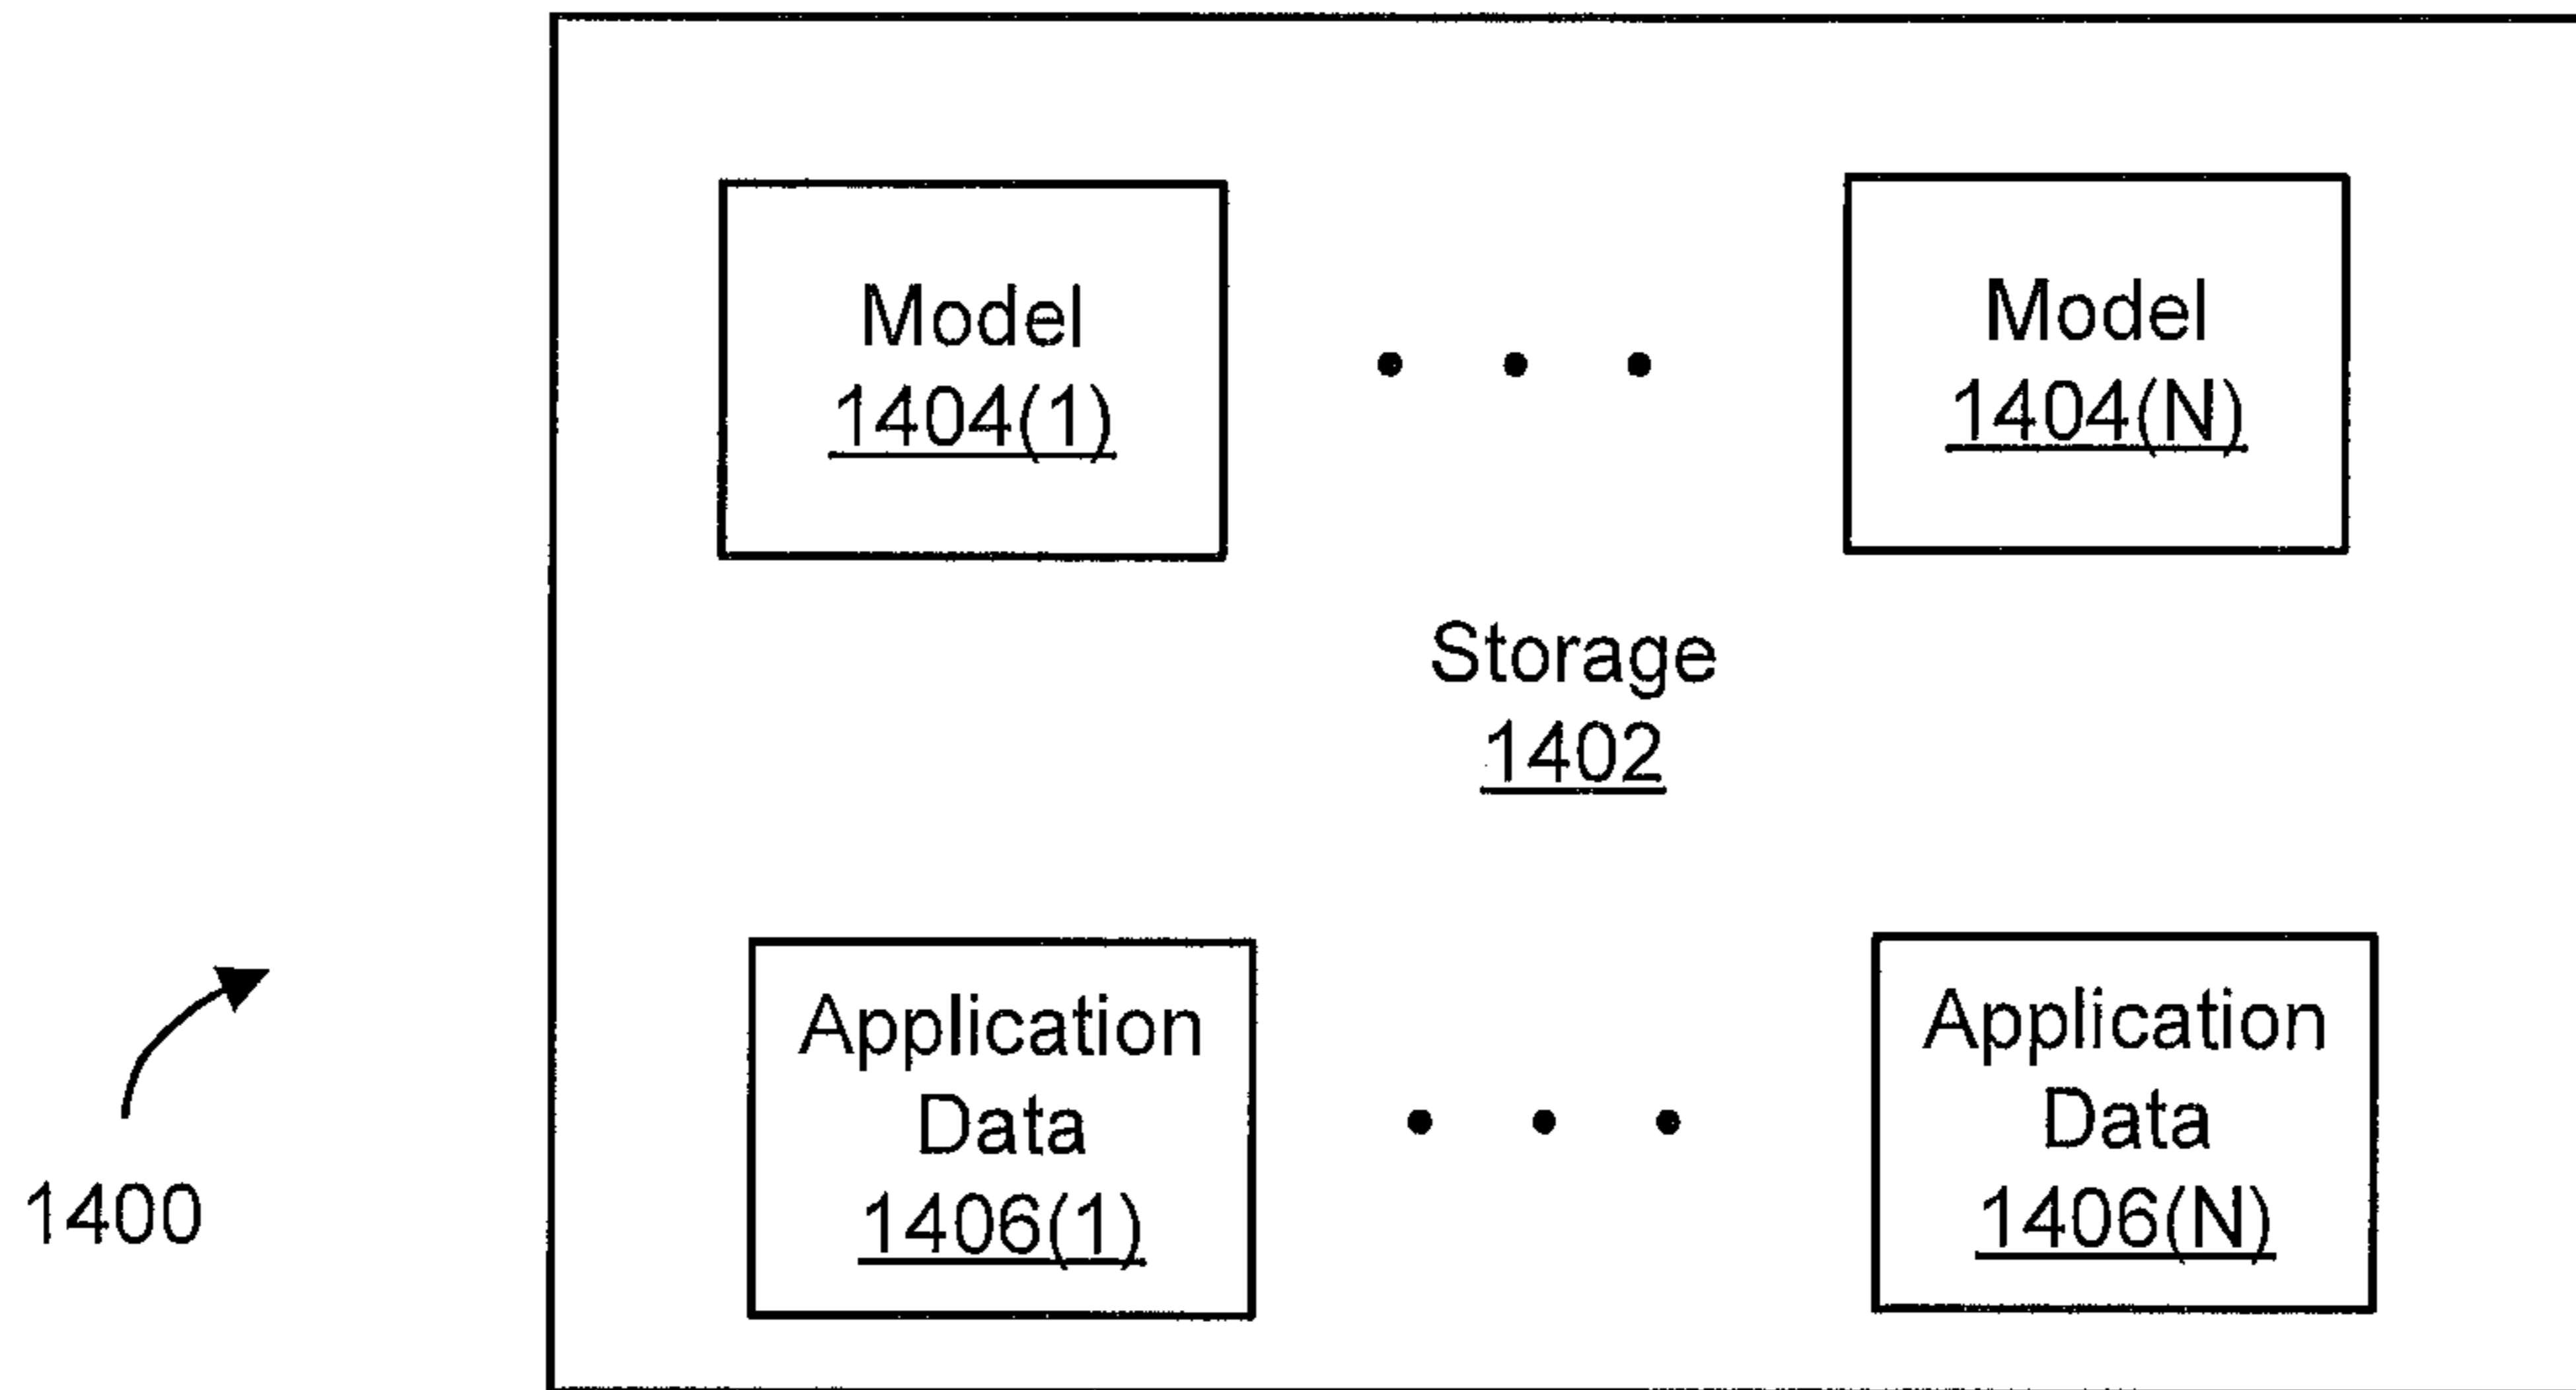 Model
1404(1)
Model
1404(N)
Storage
1402
Application
Data
1406(1)
Application
Data
1406(N)
1400